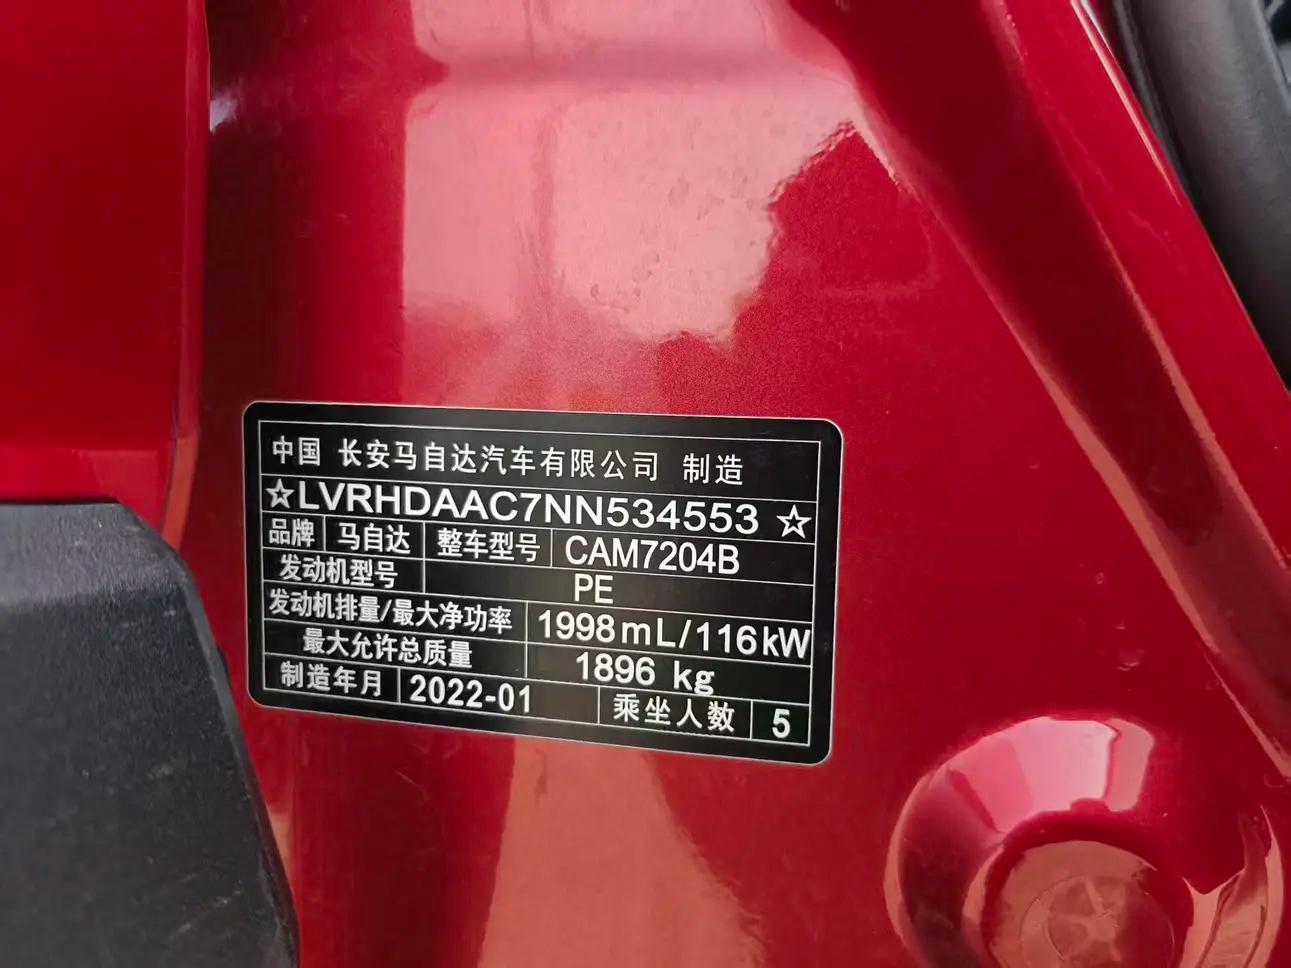 中国 长安马自达汽车有限公司 制造
☆LVRHDAAC7NN534553☆
品牌 马自达 整车型号 CAM7204B
发动机型号 PE
发动机排量/最大净功率 1998mL/116kW
最大允许总质量 1896 kg
制造年月 2022-01 乘坐人数 5